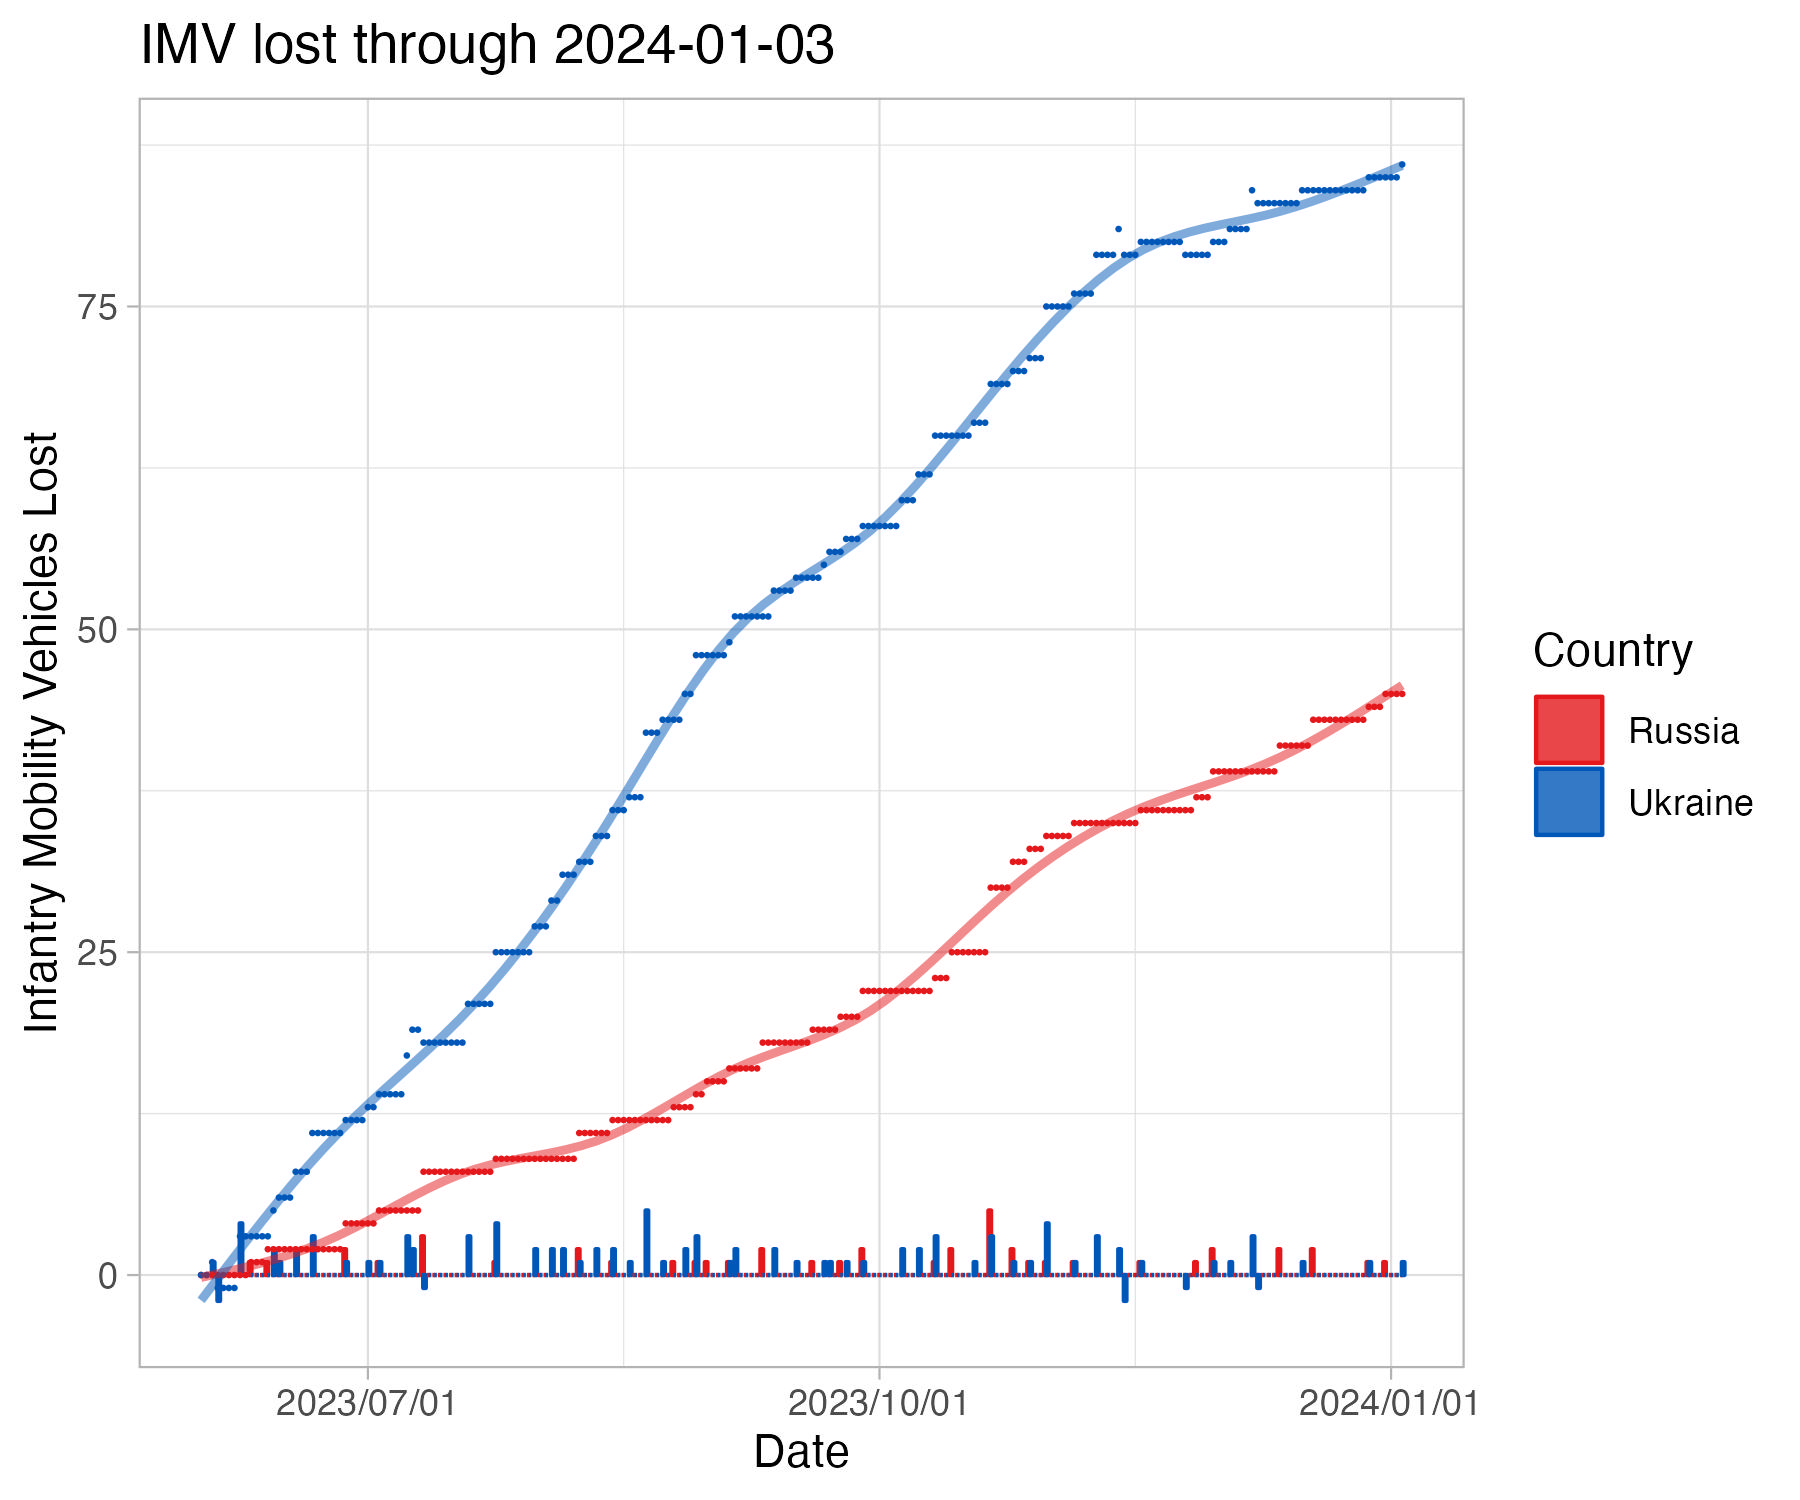 IMV lost through 2024-01-03
Infantry Mobility Vehicles Lost
75
50
25
0
2023/07/01
2023/10/01
2024/01/01
Date
Country
Russia
Ukraine